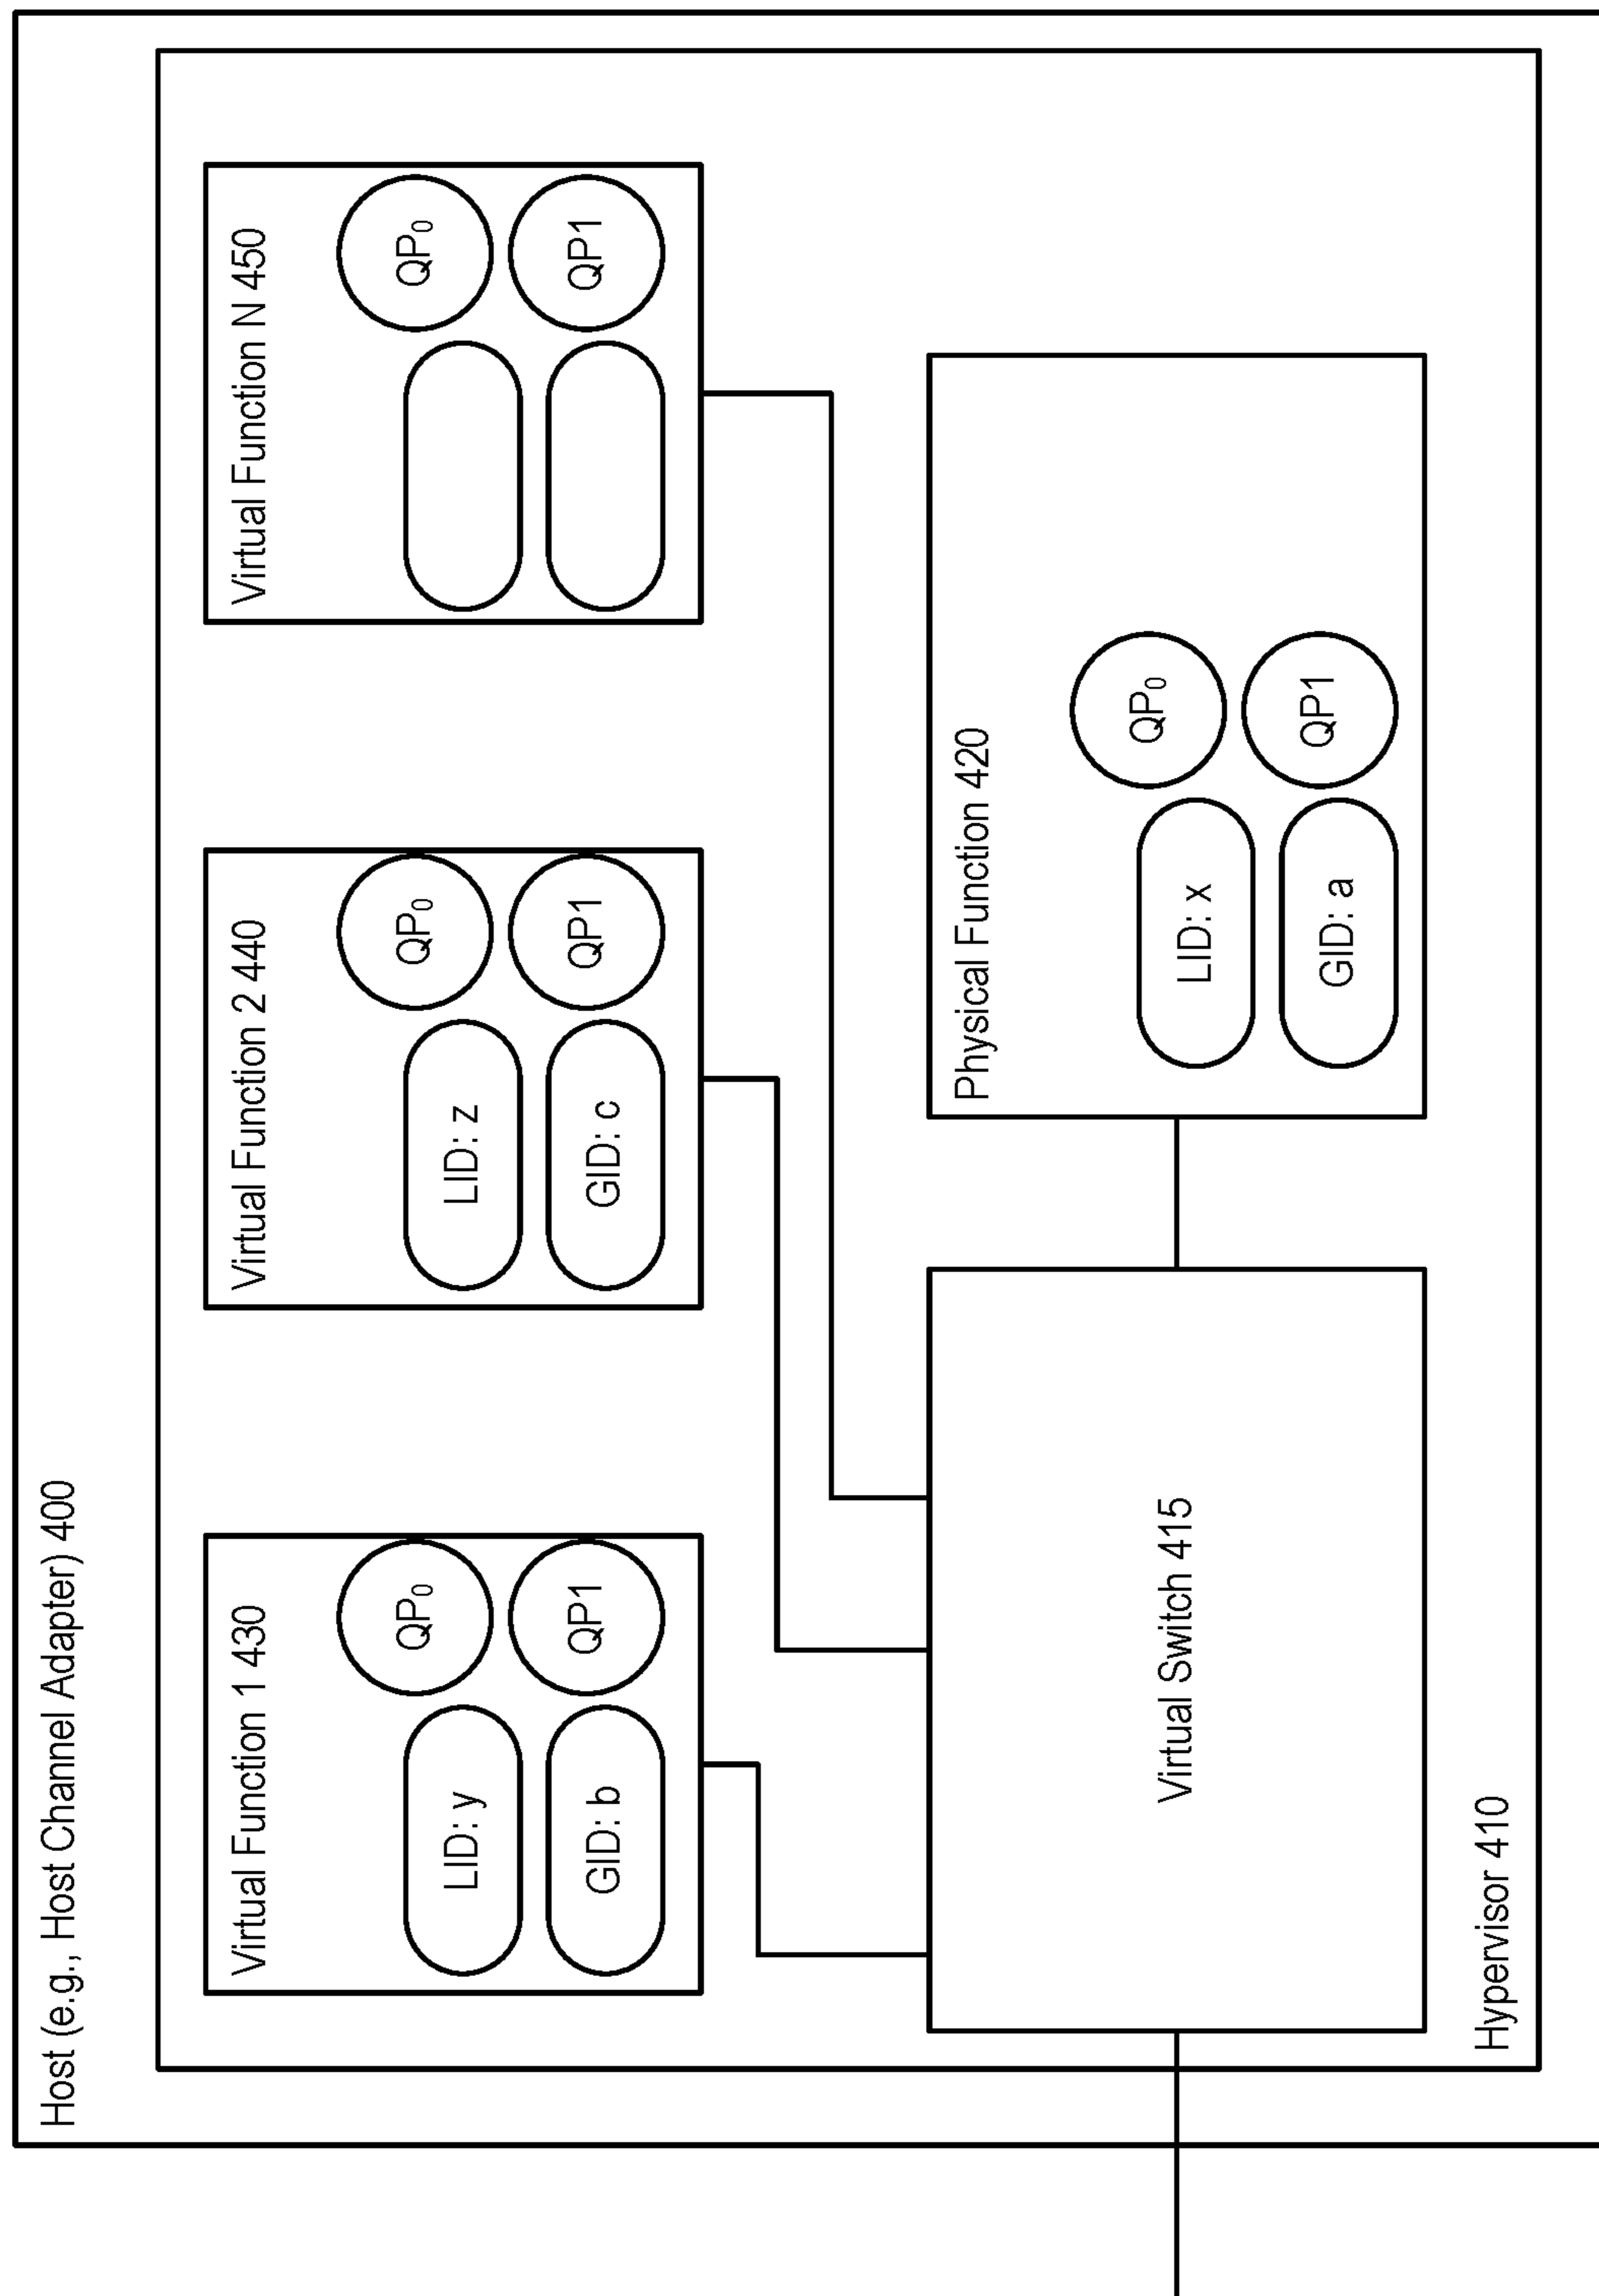 Host (e.g., Host Channel Adapter) 400
Virtual Function 1 430
LID: y
QP0
GID: b
QP1
Virtual Function 2 440
LID: z
QP0
GID: c
QP1
Virtual Function N 450
QP0
QP1
Virtual Switch 415
Physical Function 420
LID: x
QP0
GID: a
QP1
Hypervisor 410